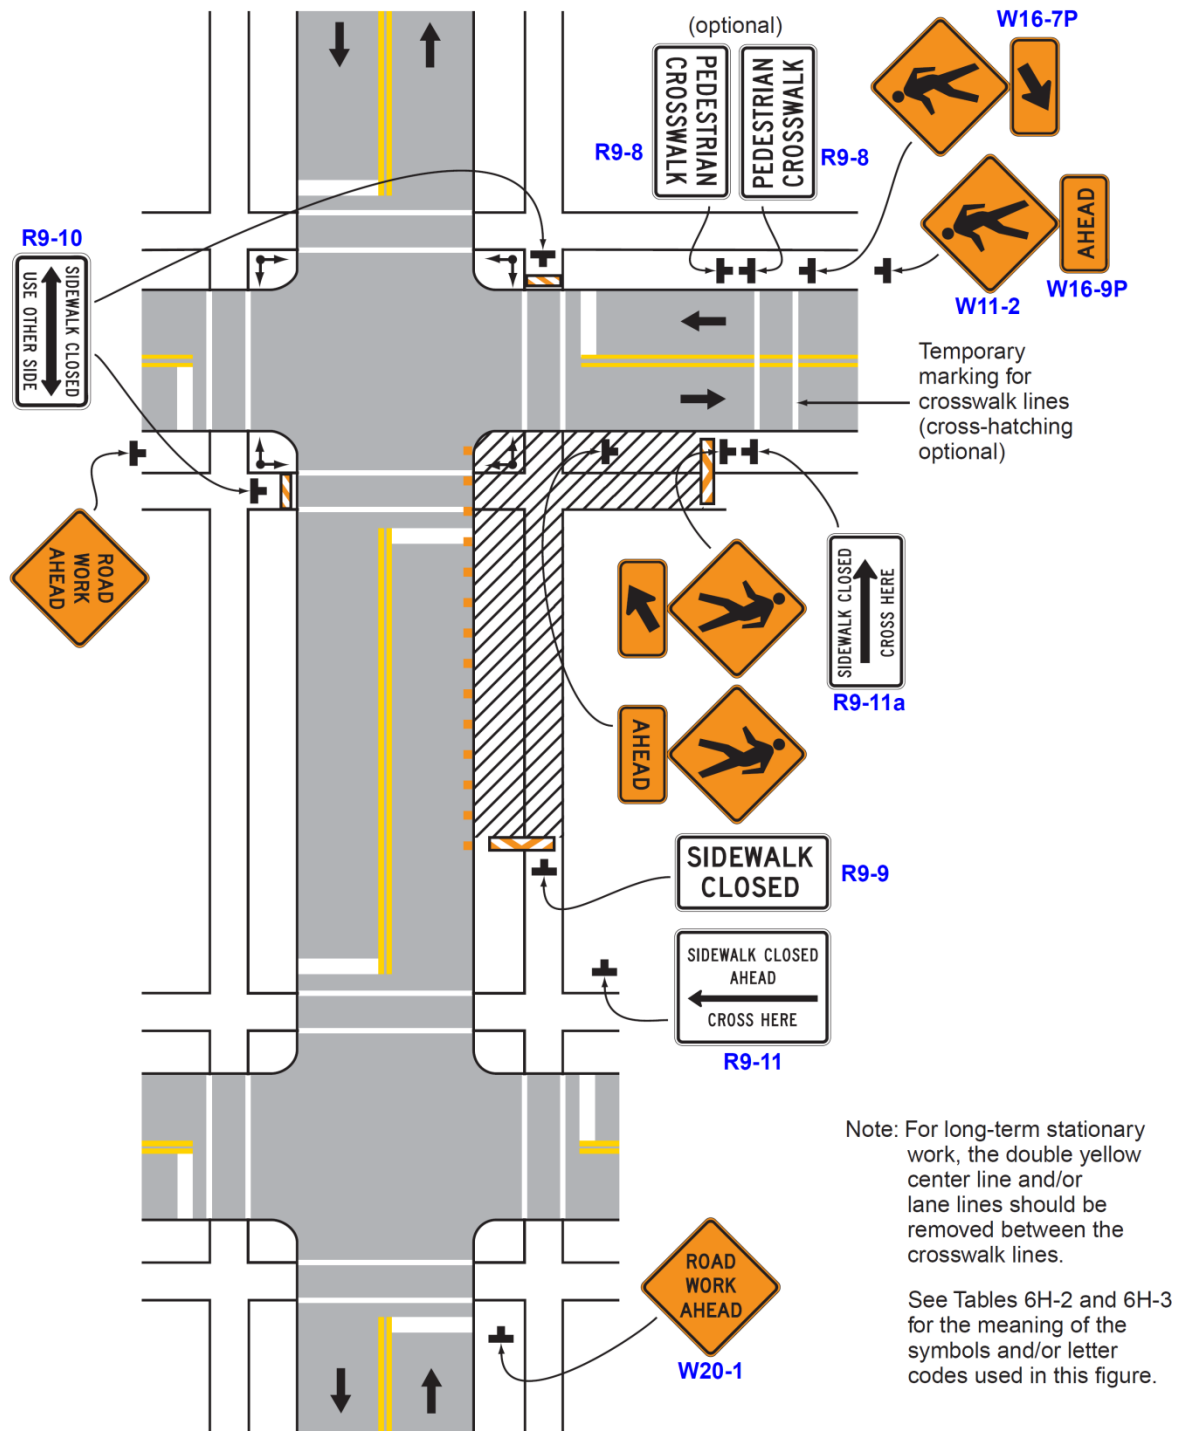 W16-7P
(optional)
PEDESTRIAN
CROSSWALK
PEDESTRIAN
CROSSWALK
R9-8
R9-8
AHEAD
W11-2
W16-9P
R9-10
SIDEWALK CLOSED
USE OTHER SIDE
Temporary
marking for
crosswalk lines
(cross-hatching
optional)
ROAD
WORK
AHEAD
SIDEWALK CLOSED
CROSS HERE
R9-11a
AHEAD
SIDEWALK
CLOSED
R9-9
SIDEWALK CLOSED
AHEAD
CROSS HERE
R9-11
Note: For long-term stationary
work, the double yellow
center line and/or
lane lines should be
removed between the
crosswalk lines.
See Tables 6H-2 and 6H-3
for the meaning of the
symbols and/or letter
codes used in this figure.
ROAD
WORK
AHEAD
W20-1